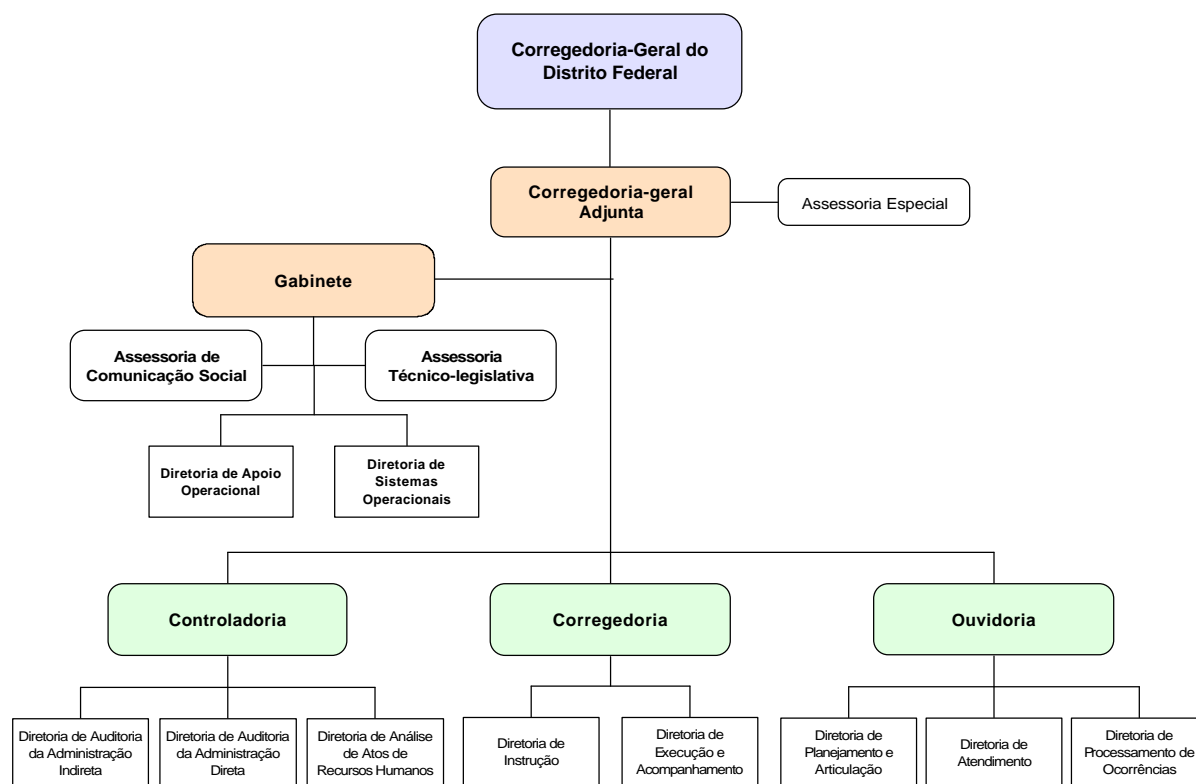 Corregedoria-Geral do
Distrito Federal
Corregedoria-geral
Adjunta
Assessoria Especial
Gabinete
Assessoria de
Comunicação Social
Assessoria
Técnico-legislativa
Diretoria de Apoio
Operacional
Diretoria de
Sistemas
Operacionais
Controladoria
Corregedoria
Ouvidoria
Diretoria de Auditoria
da Administração
Indireta
Diretoria de Auditoria
da Administração
Direta
Diretoria de Análise
de Atos de
Recursos Humanos
Diretoria de
Instrução
Diretoria de
Execução e
Acompanhamento
Diretoria de
Planejamento e
Articulação
Diretoria de
Atendimento
Diretoria de
Processamento de
Ocorrências